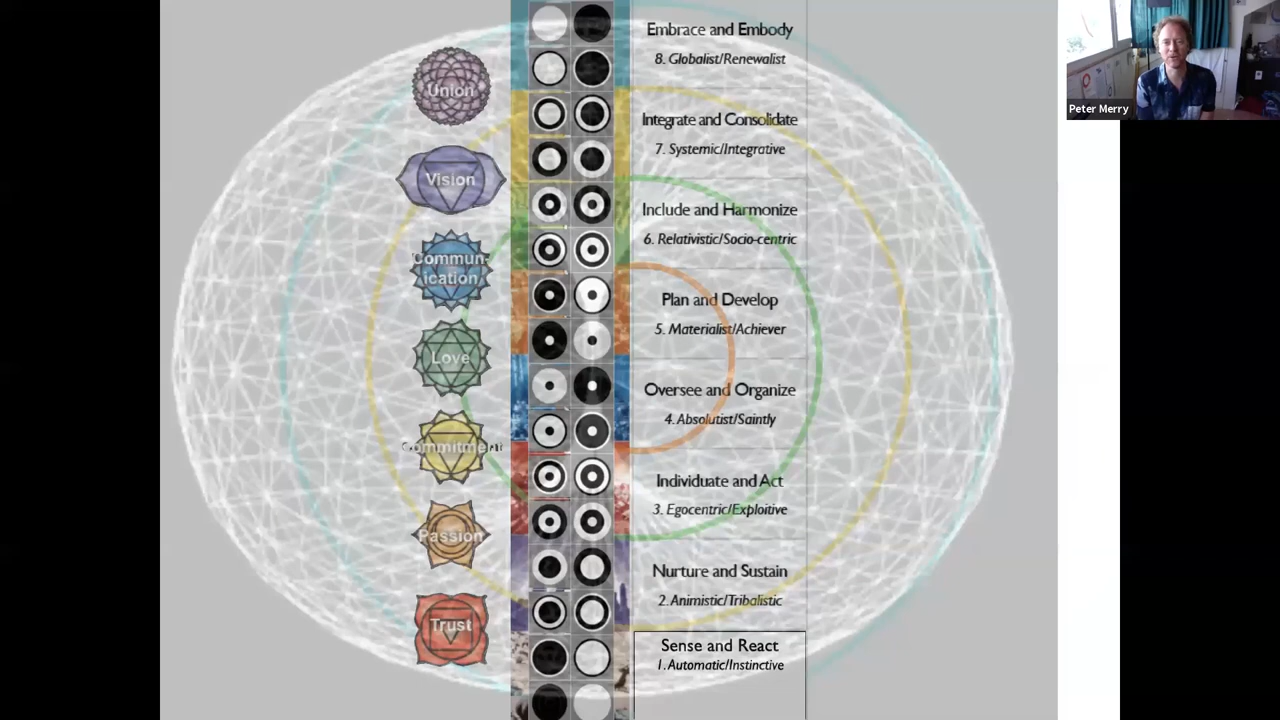 Union
Vision
Commun-
ication
Love
Commitment
Passion
Trust
Embrace and Embody
8. Globalist/Renewalist
Integrate and Consolidate
7. Systemic/Integrative
Include and Harmonize
6. Relativistic/Socio-centric
Plan and Develop
5. Materialist/Achiever
Oversee and Organize
4. Absolutist/Saintly
Individuate and Act
3. Egocentric/Exploitive
Nurture and Sustain
2. Animistic/Tribalistic
Sense and React
1. Automatic/Instinctive
Peter Merry